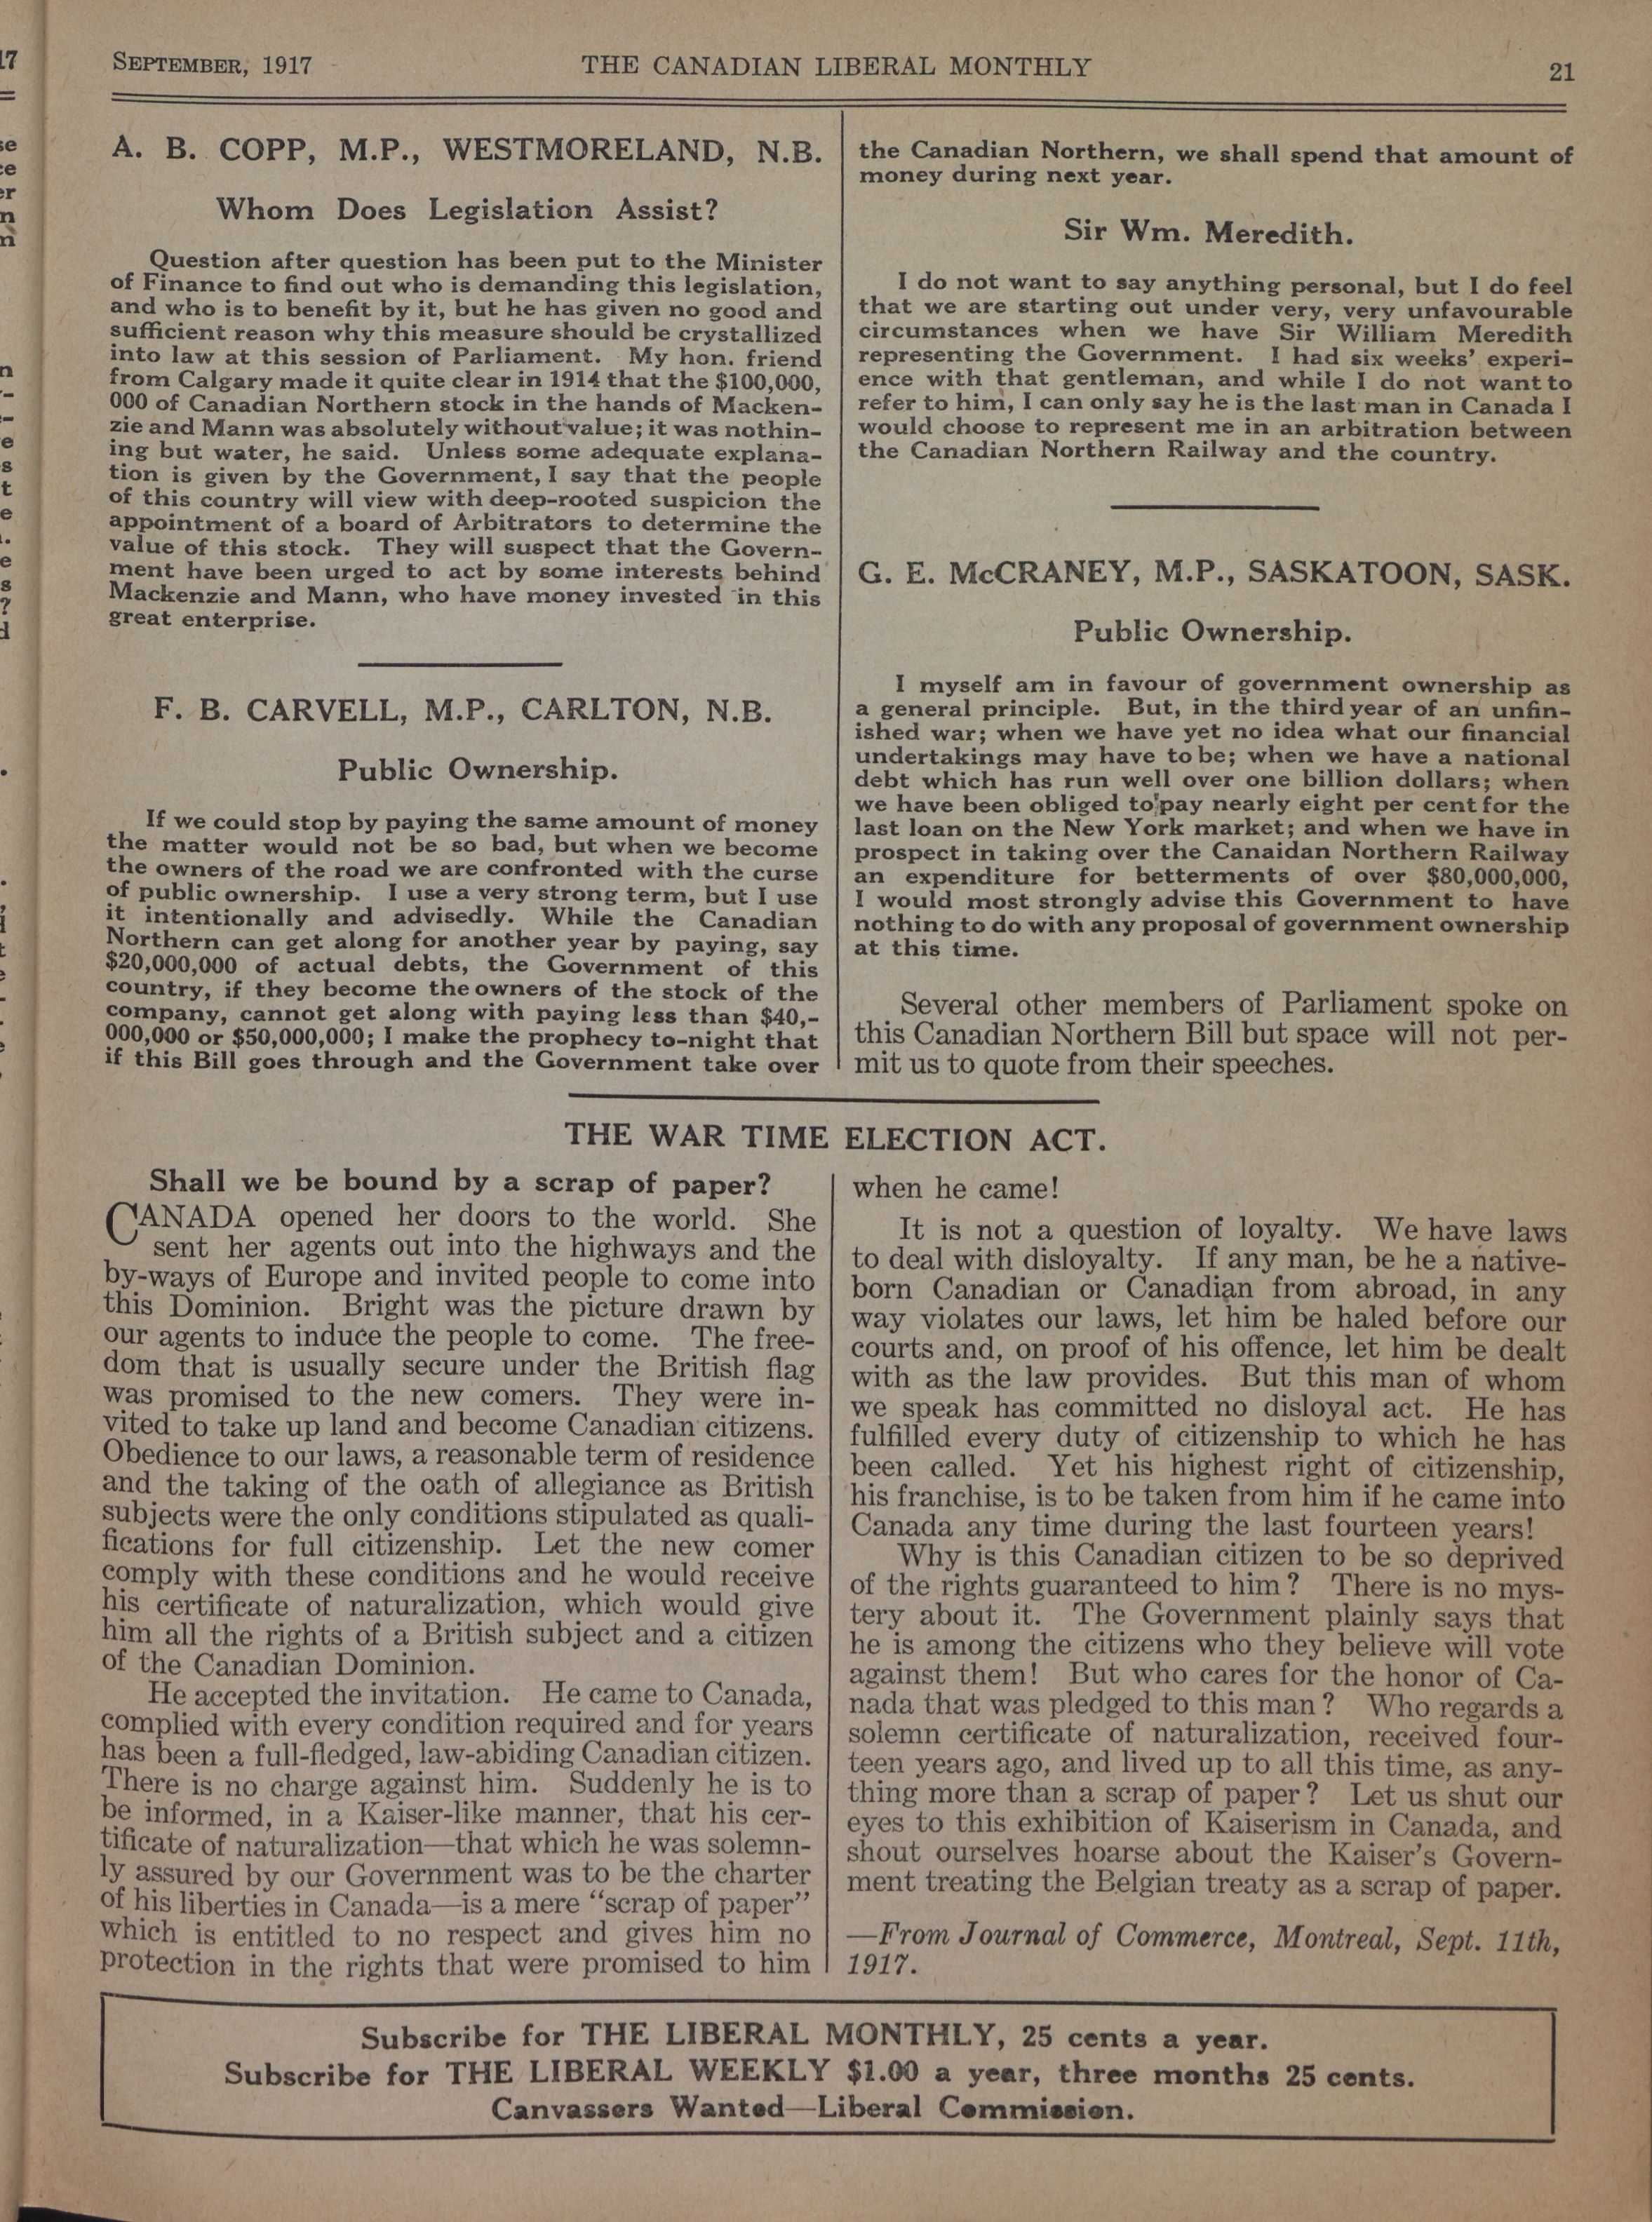 SEPTEMBER, 1917
THE CANADIAN LIBERAL MONTHLY
21
A. B. COPP, M.P., WESTMORELAND, N.B.
Whom Does Legislation Assist?
Question after question has been put to the Minister
of Finance to find out who is demanding this legislation,
and who is to benefit by it, but he has given no good and
sufficient reason why this measure should be crystallized
into law at this session of Parliament. My hon. friend
from Calgary made it quite clear in 1914 that the $100,000,
000 of Canadian Northern stock in the hands of Macken-
zie and Mann was absolutely without value; it was nothin-
ing but water, he said. Unless some adequate explana-
tion is given by the Government, I say that the people
of this country will view with deep-rooted suspicion the
appointment of a board of Arbitrators to determine the
value of this stock. They will suspect that the Govern-
ment have been urged to act by some interests behind
Mackenzie and Mann, who have money invested in this
great enterprise.
F. B. CARVELL, M.P., CARLTON, N.B.
Public Ownership.
If we could stop by paying the same amount of money
the matter would not be so bad, but when we become
the owners of the road we are confronted with the curse
of public ownership. I use a very strong term, but I use
it intentionally and advisedly. While the Canadian
Northern can get along for another year by paying, say
$20,000,000 of actual debts, the Government of this
country, if they become the owners of the stock of the
company, cannot get along with paying less than $40,-
000,000 or $50,000,000; I make the prophecy to-night that
if this Bill goes through and the Government take over
the Canadian Northern, we shall spend that amount of
money during next year.
Sir Wm. Meredith.
I do not want to say anything personal, but I do feel
that we are starting out under very, very unfavourable
circumstances when we have Sir William Meredith
representing the Government. I had six weeks' experi-
ence with that gentleman, and while I do not want to
refer to him, I can only say he is the last man in Canada I
would choose to represent me in an arbitration between
the Canadian Northern Railway and the country.
G. E. McCRANEY, M.P., SASKATOON, SASK.
Public Ownership.
I myself am in favour of government ownership as
a general principle. But, in the third year of an unfin-
ished war; when we have yet no idea what our financial
undertakings may have to be; when we have a national
debt which has run well over one billion dollars; when
we have been obliged to pay nearly eight per cent for the
last loan on the New York market; and when we have in
prospect in taking over the Canaidan Northern Railway
an expenditure for betterments of over $80,000,000,
I would most strongly advise this Government to have
nothing to do with any proposal of government ownership
at this time.
Several other members of Parliament spoke on
this Canadian Northern Bill but space will not per-
mit us to quote from their speeches.
THE WAR TIME ELECTION ACT.
Shall we be bound by a scrap of paper?
CANADA opened her doors to the world. She
sent her agents out into the highways and the
by-ways of Europe and invited people to come into
this Dominion. Bright was the picture drawn by
our agents to induce the people to come. The free-
dom that is usually secure under the British flag
was promised to the new comers. They were in-
vited to take up land and become Canadian citizens.
Obedience to our laws, a reasonable term of residence
and the taking of the oath of allegiance as British
subjects were the only conditions stipulated as quali-
fications for full citizenship. Let the new comer
comply with these conditions and he would receive
his certificate of naturalization, which would give
him all the rights of a British subject and a citizen
of the Canadian Dominion.
He accepted the invitation. He came to Canada,
complied with every condition required and for years
has been a full-fledged, law-abiding Canadian citizen.
There is no charge against him. Suddenly he is to
be informed, in a Kaiser-like manner, that his cer-
tificate of naturalization—that which he was solemn-
ly assured by our Government was to be the charter
of his liberties in Canada—is a mere "scrap of paper"
which is entitled to no respect and gives him no
protection in the rights that were promised to him
when he came!
It is not a question of loyalty. We have laws
to deal with disloyalty. If any man, be he a native-
born Canadian or Canadian from abroad, in any
way violates our laws, let him be haled before our
courts and, on proof of his offence, let him be dealt
with as the law provides. But this man of whom
we speak has committed no disloyal act. He has
fulfilled every duty of citizenship to which he has
been called. Yet his highest right of citizenship,
his franchise, is to be taken from him if he came into
Canada any time during the last fourteen years!
Why is this Canadian citizen to be so deprived
of the rights guaranteed to him? There is no mys-
tery about it. The Government plainly says that
he is among the citizens who they believe will vote
against them! But who cares for the honor of Ca-
nada that was pledged to this man? Who regards a
solemn certificate of naturalization, received four-
teen years ago, and lived up to all this time, as any-
thing more than a scrap of paper? Let us shut our
eyes to this exhibition of Kaiserism in Canada, and
shout ourselves hoarse about the Kaiser's Govern-
ment treating the Belgian treaty as a scrap of paper.
—From Journal of Commerce, Montreal, Sept. 11th,
1917.
Subscribe for THE LIBERAL MONTHLY, 25 cents a year.
Subscribe for THE LIBERAL WEEKLY $1.00 a year, three months 25 cents.
Canvassers Wanted—Liberal Commission.